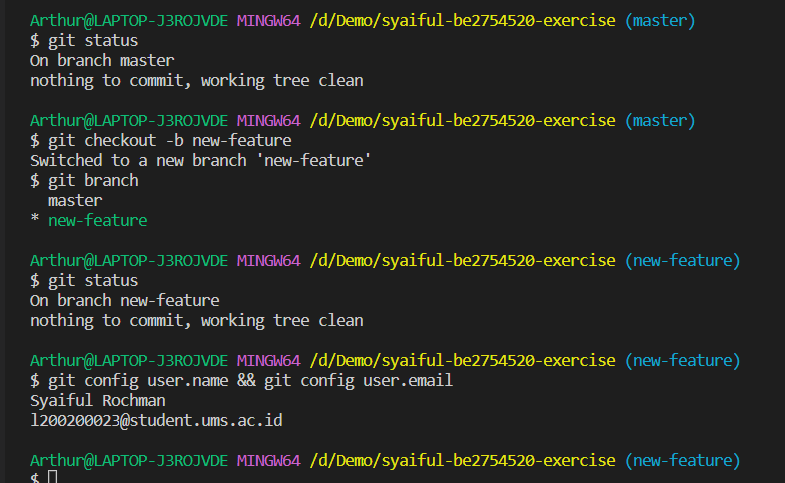 Arthur@LAPTOP-J3ROJVDE MINGW64 /d/Demo/syaiful-be2754520-exercise (master)
$ git status
On branch master
nothing to commit, working tree clean
Arthur@LAPTOP-J3ROJVDE MINGW64 /d/Demo/syaiful-be2754520-exercise (master)
$ git checkout -b new-feature
Switched to a new branch 'new-feature'
$ git branch
  master
* new-feature
Arthur@LAPTOP-J3ROJVDE MINGW64 /d/Demo/syaiful-be2754520-exercise (new-feature)
$ git status
On branch new-feature
nothing to commit, working tree clean
Arthur@LAPTOP-J3ROJVDE MINGW64 /d/Demo/syaiful-be2754520-exercise (new-feature)
$ git config user.name && git config user.email
Syaiful Rochman
l200200023@student.ums.ac.id
Arthur@LAPTOP-J3ROJVDE MINGW64 /d/Demo/syaiful-be2754520-exercise (new-feature)
$